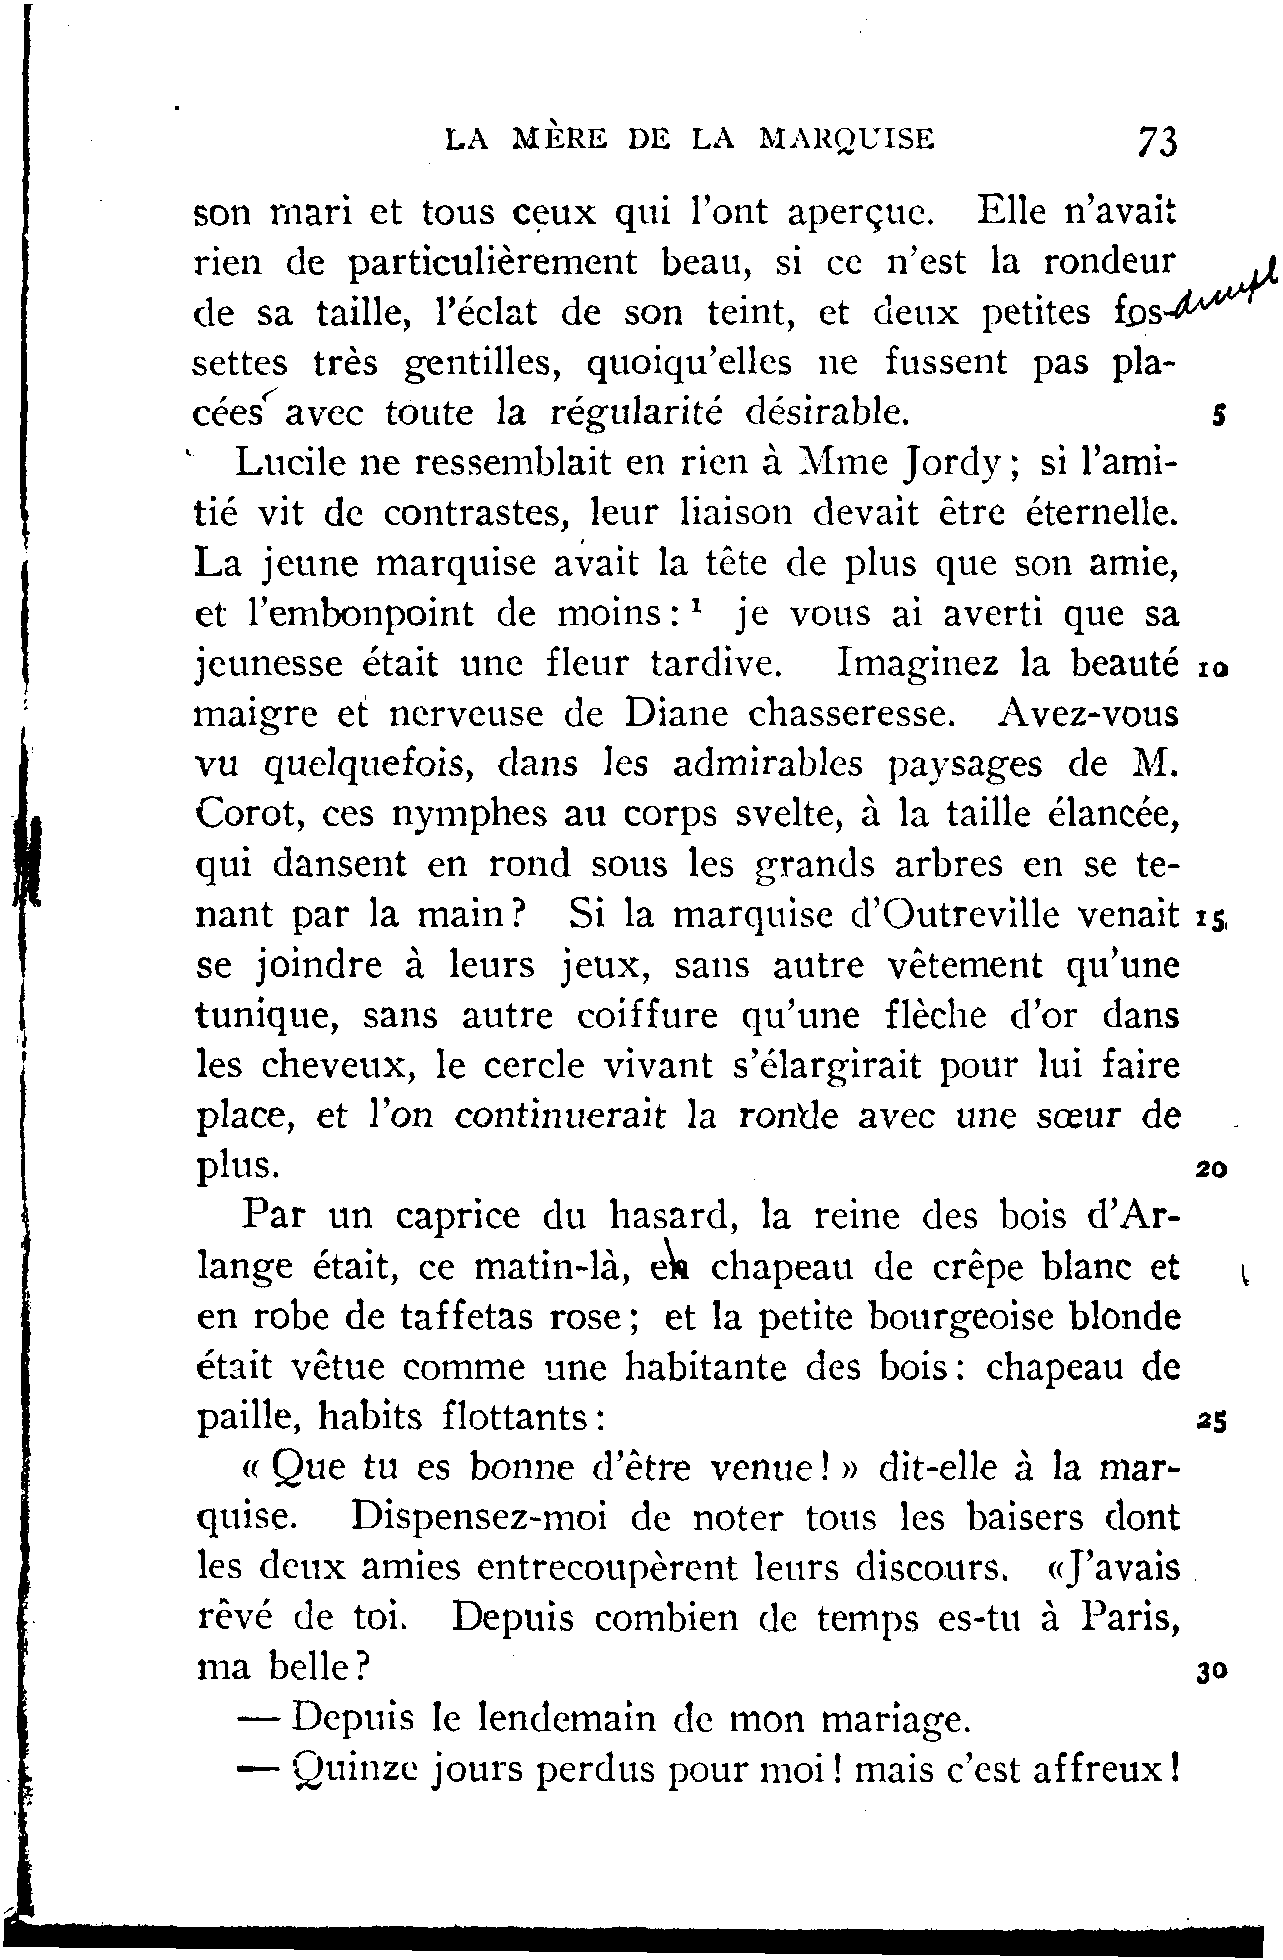 LA MÈRE DE LA MARQUISE 73
son mari et tous ceux qui l'ont aperçue. Elle n'avait
rien de particulièrement beau, si ce n'est la rondeur
de sa taille, l'éclat de son teint, et deux petites fos-
settes très gentilles, quoiqu'elles ne fussent pas pla-
cées avec toute la régularité désirable. 5
Lucile ne ressemblait en rien à Mme Jordy; si l'ami-
tié vit de contrastes, leur liaison devait être éternelle.
La jeune marquise avait la tête de plus que son amie,
et l'embonpoint de moins:¹ je vous ai averti que sa
jeunesse était une fleur tardive. Imaginez la beauté 10
maigre et nerveuse de Diane chasseresse. Avez-vous
vu quelquefois, dans les admirables paysages de M.
Corot, ces nymphes au corps svelte, à la taille élancée,
qui dansent en rond sous les grands arbres en se te-
nant par la main? Si la marquise d'Outreville venait 15
se joindre à leurs jeux, sans autre vêtement qu'une
tunique, sans autre coiffure qu'une flèche d'or dans
les cheveux, le cercle vivant s'élargirait pour lui faire
place, et l'on continuerait la ronde avec une sœur de
plus. 20
Par un caprice du hasard, la reine des bois d'Ar-
lange était, ce matin-là, en chapeau de crêpe blanc et
en robe de taffetas rose; et la petite bourgeoise blonde
était vêtue comme une habitante des bois: chapeau de
paille, habits flottants: 25
« Que tu es bonne d'être venue! » dit-elle à la mar-
quise. Dispensez-moi de noter tous les baisers dont
les deux amies entrecoupèrent leurs discours. «J'avais
rêvé de toi. Depuis combien de temps es-tu à Paris,
ma belle? 30
— Depuis le lendemain de mon mariage.
— Quinze jours perdus pour moi! mais c'est affreux!